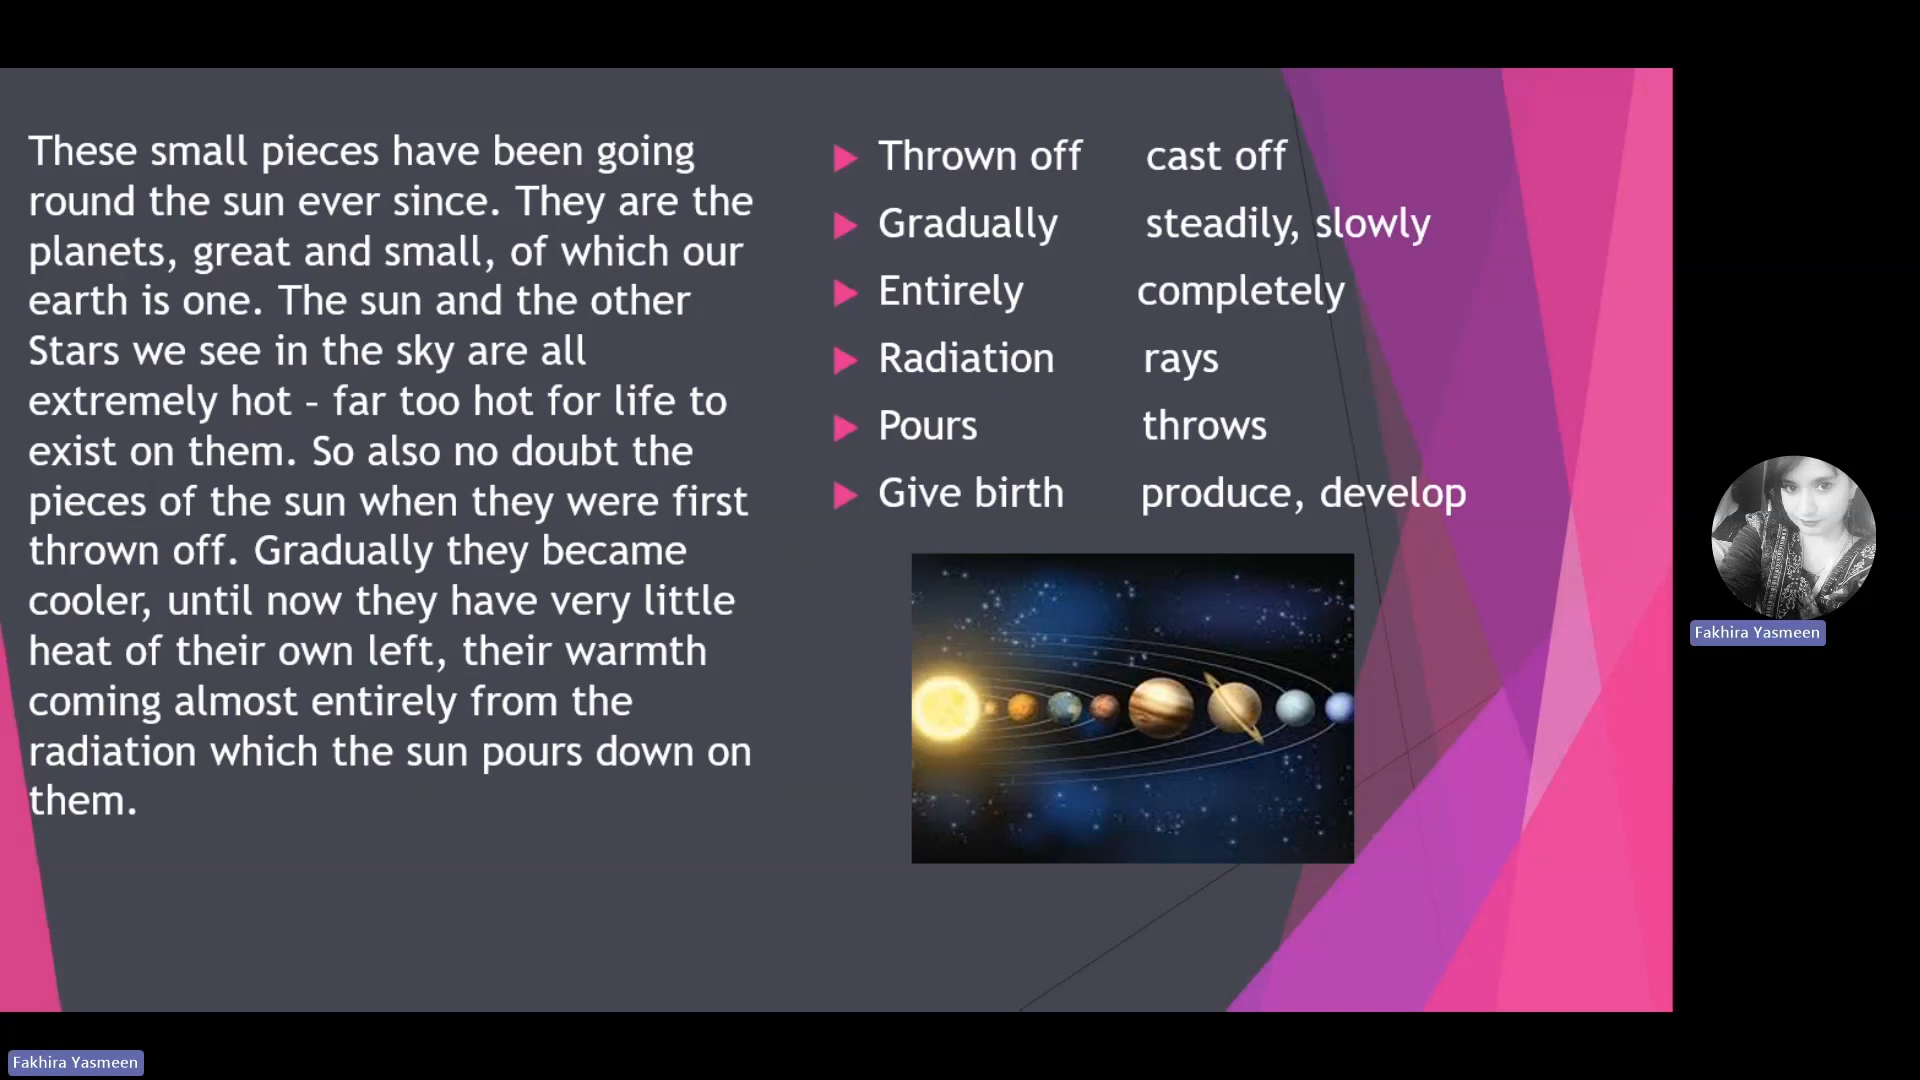 These small pieces have been going
round the sun ever since. They are the
planets, great and small, of which our
earth is one. The sun and the other
Stars we see in the sky are all
extremely hot – far too hot for life to
exist on them. So also no doubt the
pieces of the sun when they were first
thrown off. Gradually they became
cooler, until now they have very little
heat of their own left, their warmth
coming almost entirely from the
radiation which the sun pours down on
them.
Thrown off cast off
Gradually steadily, slowly
Entirely completely
Radiation rays
Pours throws
Give birth produce, develop
Fakhira Yasmeen
Fakhira Yasmeen